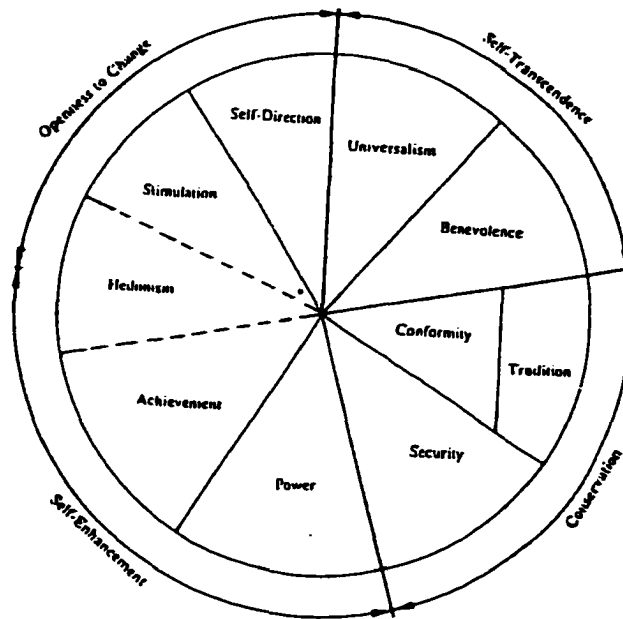 Openness to Change
Self-Transcendence
Self-Direction
Universalism
Stimulation
Benevolence
Hedonism
Conformity
Tradition
Achievement
Security
Power
Self-Enhancement
Conservation